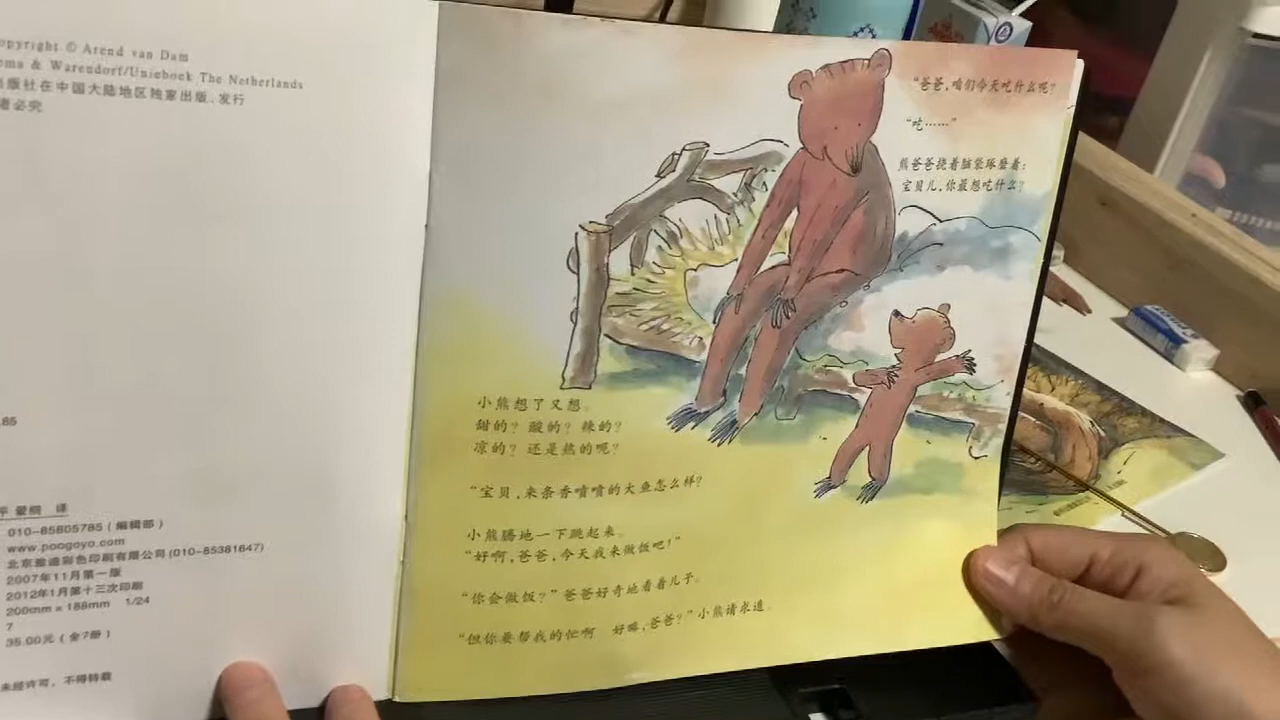 opyright © Arend van Dam
ema & Warendorf/Unieboek The Netherlands
出版社在中国大陆地区独家出版、发行
者必究
.85
平 爱桐 译
010-85805785（编辑部）
www.poogoyo.com
北京雅迪彩色印刷有限公司(010-85381647)
2007年11月第一版
2012年1月第十三次印刷
200mm×188mm 1/24
7
35.00元（全7册）
未经许可，不得转载
“爸爸，咱们今天吃什么呢？
“吃……”
熊爸爸挠着脑袋琢磨着：
宝贝儿，你最想吃什么？
小熊想了又想。
甜的？酸的？辣的？
凉的？还是热的呢？
“宝贝，来条香喷喷的大鱼怎么样？
小熊腾地一下跳起来。
“好啊，爸爸，今天我来做饭吧！”
“你会做饭？”爸爸好奇地看着儿子。
“但你要帮我的忙啊 好嘛，爸爸？”小熊请求道。